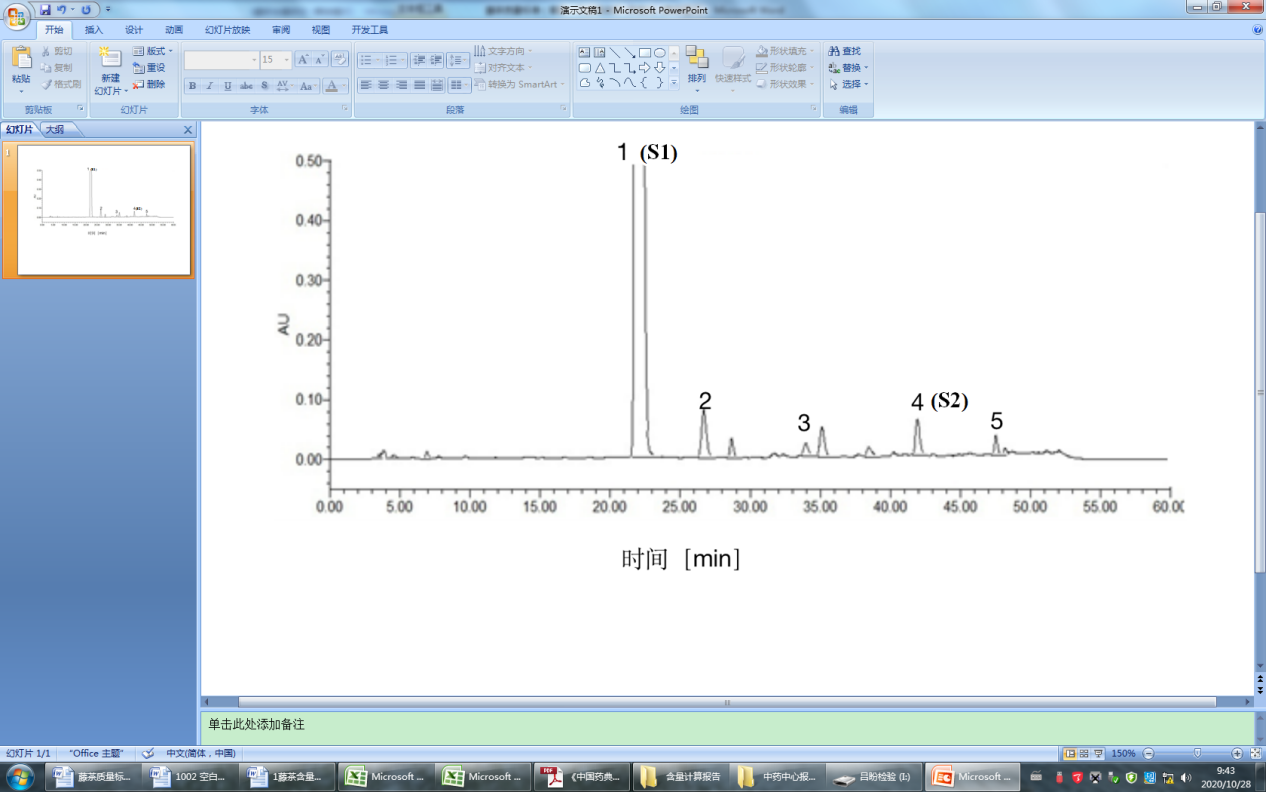 演示文稿1 - Microsoft PowerPoint
开始 插入 设计 动画 幻灯片放映 审阅 视图 开发工具
剪切
复制
格式刷
粘贴
剪贴板
新建
幻灯片
版式
重设
删除
幻灯片
15
B I U abc S AV Aa A
字体
文字方向
对齐文本
转换为 SmartArt
段落
排列
快速样式
形状填充
形状轮廓
形状效果
绘图
查找
替换
选择
编辑
幻灯片 大纲
1
1 (S1)
0.50
0.40
0.30
AU
0.20
0.10
2
3
4 (S2)
5
0.00
0.00 5.00 10.00 15.00 20.00 25.00 30.00 35.00 40.00 45.00 50.00 55.00 60.00
时间 [min]
单击此处添加备注
幻灯片 1/1 "Office 主题" 中文(简体，中国) 150%
藤茶质量标... 1002 空白... 1藤茶含量... Microsoft ... Microsoft ... 《中国药典... 含量计算报告 中药中心报... 吕盼检验 (I:) Microsoft ... 9:43
2020/10/28